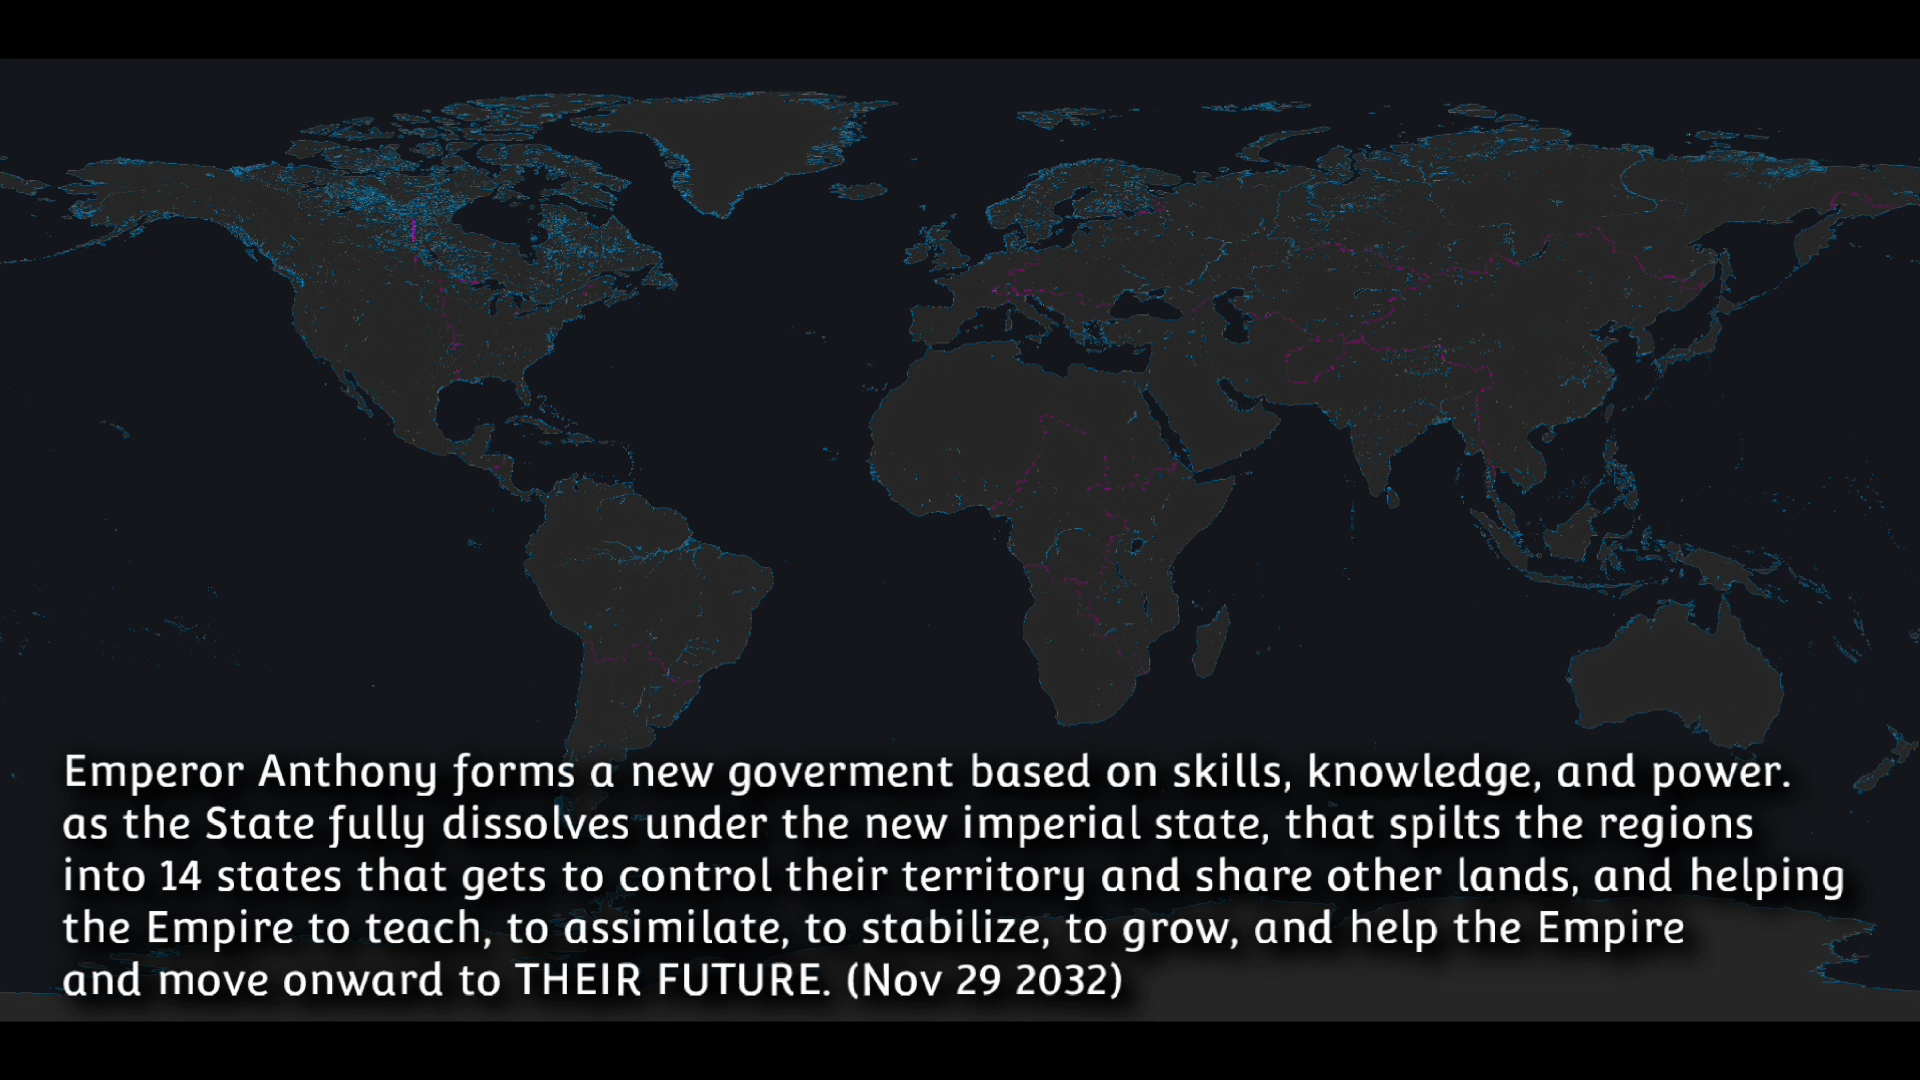 Emperor Anthony forms a new goverment based on skills, knowledge, and power.
as the State fully dissolves under the new imperial state, that spilts the regions
into 14 states that gets to control their territory and share other lands, and helping
the Empire to teach, to assimilate, to stabilize, to grow, and help the Empire
and move onward to THEIR FUTURE. (Nov 29 2032)